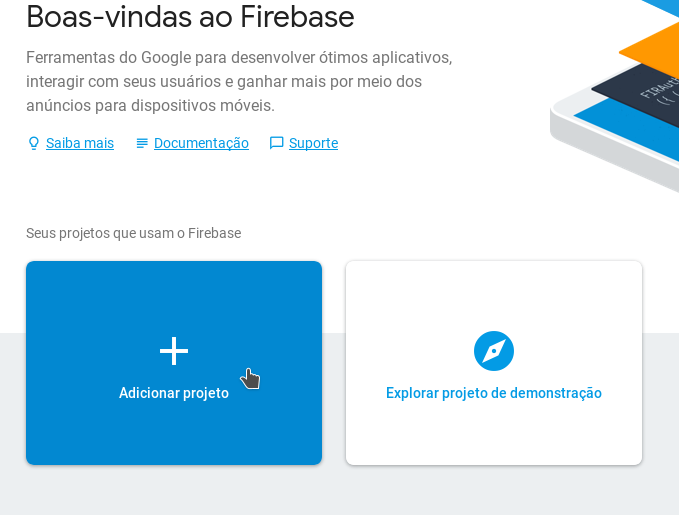 Boas-vindas ao Firebase
Ferramentas do Google para desenvolver ótimos aplicativos,
interagir com seus usuários e ganhar mais por meio dos
anúncios para dispositivos móveis.
Saiba mais Documentação Suporte
Seus projetos que usam o Firebase
Adicionar projeto
Explorar projeto de demonstração